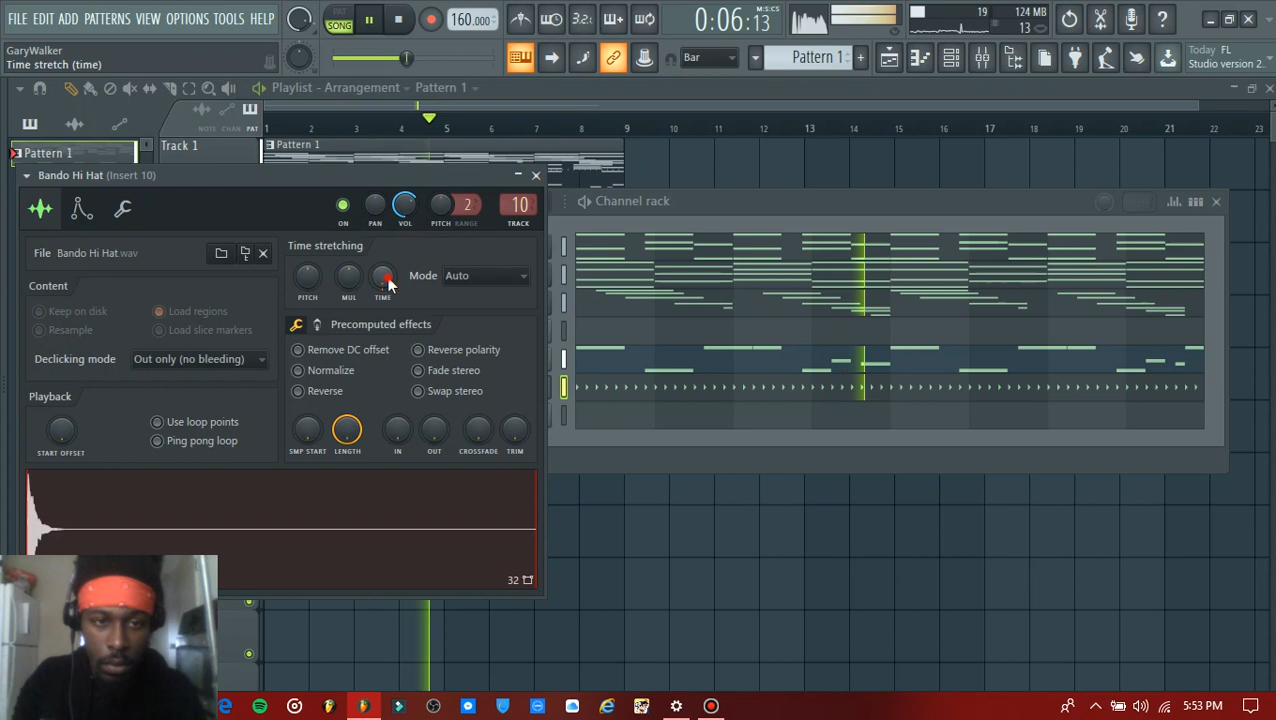 FILE EDIT ADD PATTERNS VIEW OPTIONS TOOLS HELP
PAT
SONG
160.000
3.2:
0:06:13
M:S:CS
19
124 MB
13
GaryWalker
Time stretch (time)
Bar
Pattern 1
Today FL
Studio version 2..
Playlist - Arrangement
Pattern 1
NOTE CHAN PAT
1 2 3 4 5 6 7 8 9 10 11 12 13 14 15 16 17 18 19 20 21 22 23
Pattern 1
Track 1
Pattern 1
Bando Hi Hat (Insert 10)
ON PAN VOL PITCH RANGE TRACK
2
10
Channel rack
File Bando Hi Hat.wav
Time stretching
PITCH MUL TIME
Mode Auto
Content
Keep on disk
Load regions
Resample
Load slice markers
Declicking mode Out only (no bleeding)
Precomputed effects
Remove DC offset
Reverse polarity
Normalize
Fade stereo
Reverse
Swap stereo
Playback
Use loop points
Ping pong loop
START OFFSET
SMP START LENGTH IN OUT CROSSFADE TRIM
32
5:53 PM